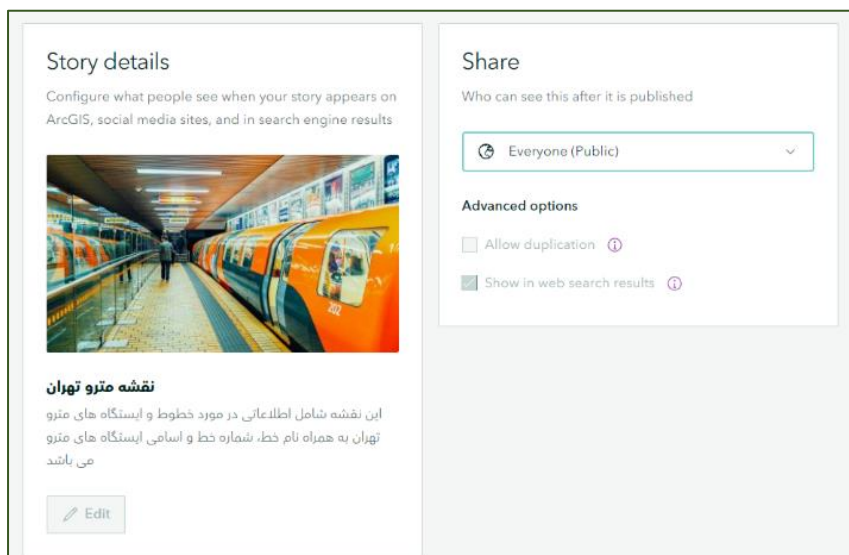 Story details
Configure what people see when your story appears on
ArcGIS, social media sites, and in search engine results
202
نقشه مترو تهران
این نقشه شامل اطلاعاتی در مورد خطوط و ایستگاه های مترو
تهران به همراه نام خط، شماره خط و اسامی ایستگاه های مترو
می باشد
Edit
Share
Who can see this after it is published
Everyone (Public)
Advanced options
Allow duplication
Show in web search results